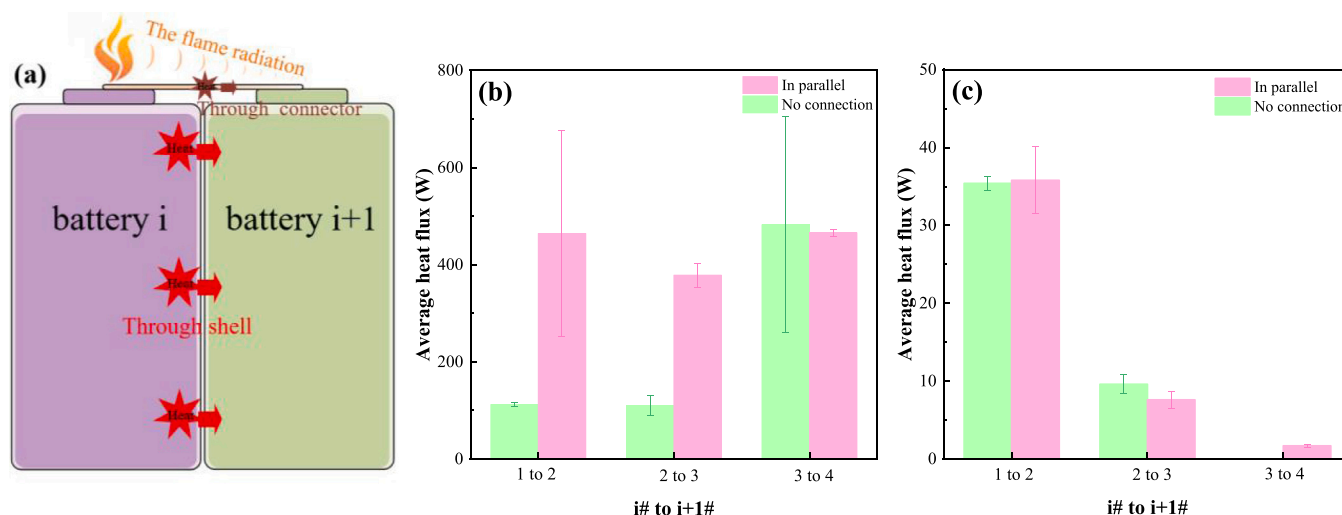 (a)
The flame radiation
Heat
Through connector
Heat
battery i
battery i+1
Heat
Through shell
Heat
(b)
In parallel
No connection
Average heat flux (W)
800
600
400
200
0
1 to 2
2 to 3
3 to 4
i# to i+1#
(c)
In parallel
No connection
Average heat flux (W)
50
40
30
20
10
0
1 to 2
2 to 3
3 to 4
i# to i+1#